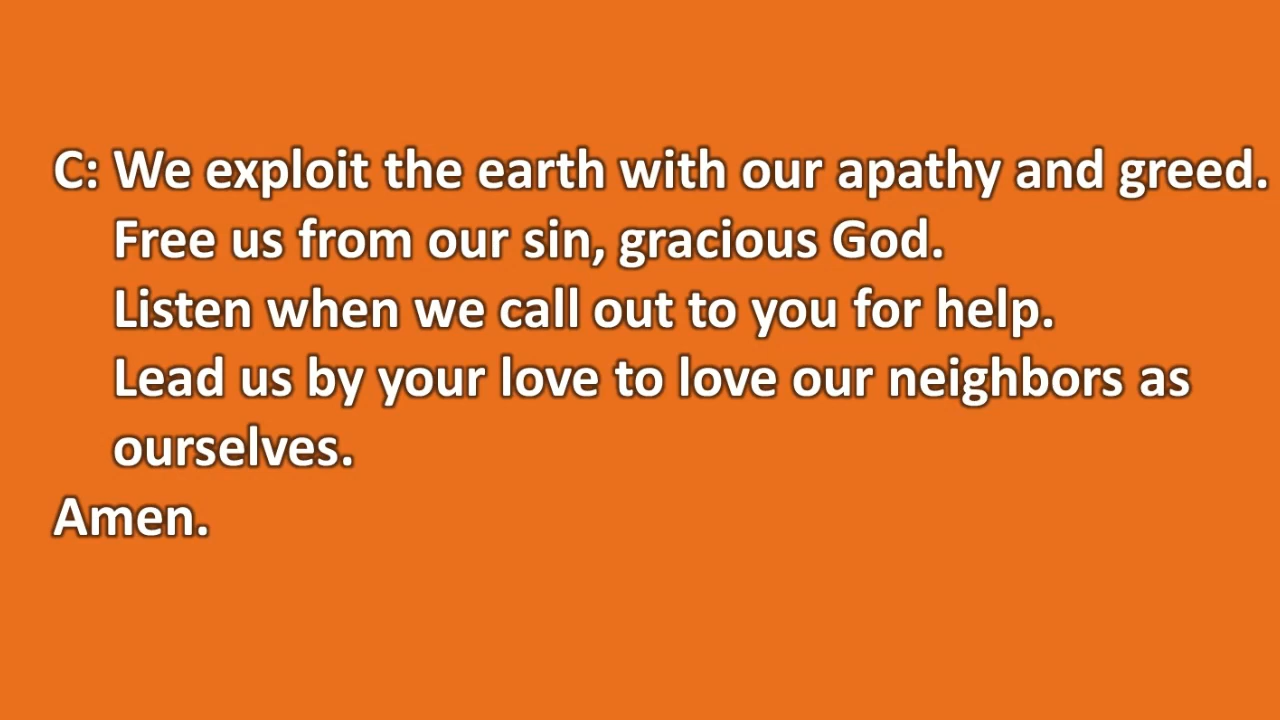 C: We exploit the earth with our apathy and greed.
Free us from our sin, gracious God.
Listen when we call out to you for help.
Lead us by your love to love our neighbors as
ourselves.
Amen.